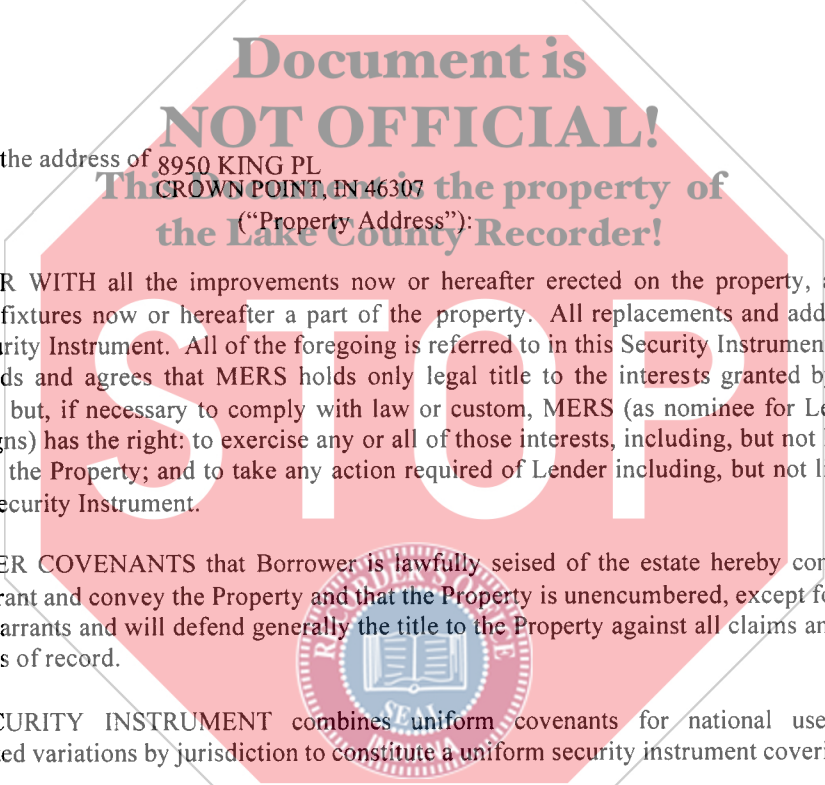 Document is
NOT OFFICIAL!
the address of 8950 KING PL
CROWN POINT, IN 46307
This Document is the property of
("Property Address"):
the Lake County Recorder!
R WITH all the improvements now or hereafter erected on the property, a
fixtures now or hereafter a part of the property. All replacements and add
urity Instrument. All of the foregoing is referred to in this Security Instrumen
ds and agrees that MERS holds only legal title to the interests granted b
but, if necessary to comply with law or custom, MERS (as nominee for Le
gns) has the right: to exercise any or all of those interests, including, but not
the Property; and to take any action required of Lender including, but not li
ecurity Instrument.
STOP
ER COVENANTS that Borrower is lawfully seised of the estate hereby con
rant and convey the Property and that the Property is unencumbered, except fo
arrants and will defend generally the title to the Property against all claims an
s of record.
RECORDER'S OFFICE
SEAL
INDIANA
CURITY INSTRUMENT combines uniform covenants for national use
ed variations by jurisdiction to constitute a uniform security instrument coveri